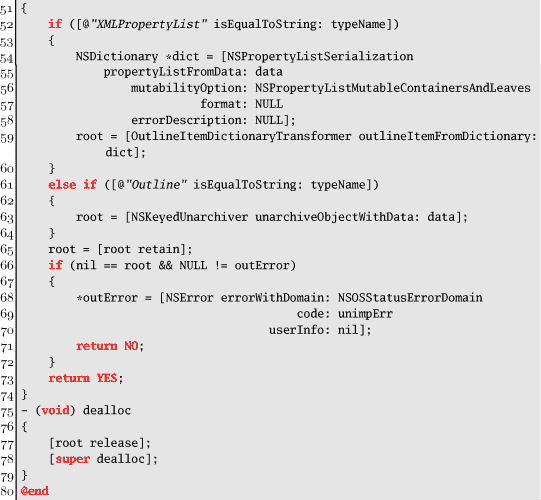 51 {
52     if ([@"XMLPropertyList" isEqualToString: typeName])
53     {
54         NSDictionary *dict = [NSPropertyListSerialization
55             propertyListFromData: data
56                 mutabilityOption: NSPropertyListMutableContainersAndLeaves
57                           format: NULL
58                 errorDescription: NULL];
59         root = [OutlineItemDictionaryTransformer outlineItemFromDictionary:
            dict];
60     }
61     else if ([@"Outline" isEqualToString: typeName])
62     {
63         root = [NSKeyedUnarchiver unarchiveObjectWithData: data];
64     }
65     root = [root retain];
66     if (nil == root && NULL != outError)
67     {
68         *outError = [NSError errorWithDomain: NSOSStatusErrorDomain
69                                         code: unimpErr
70                                     userInfo: nil];
71         return NO;
72     }
73     return YES;
74 }
75 - (void) dealloc
76 {
77     [root release];
78     [super dealloc];
79 }
80 @end